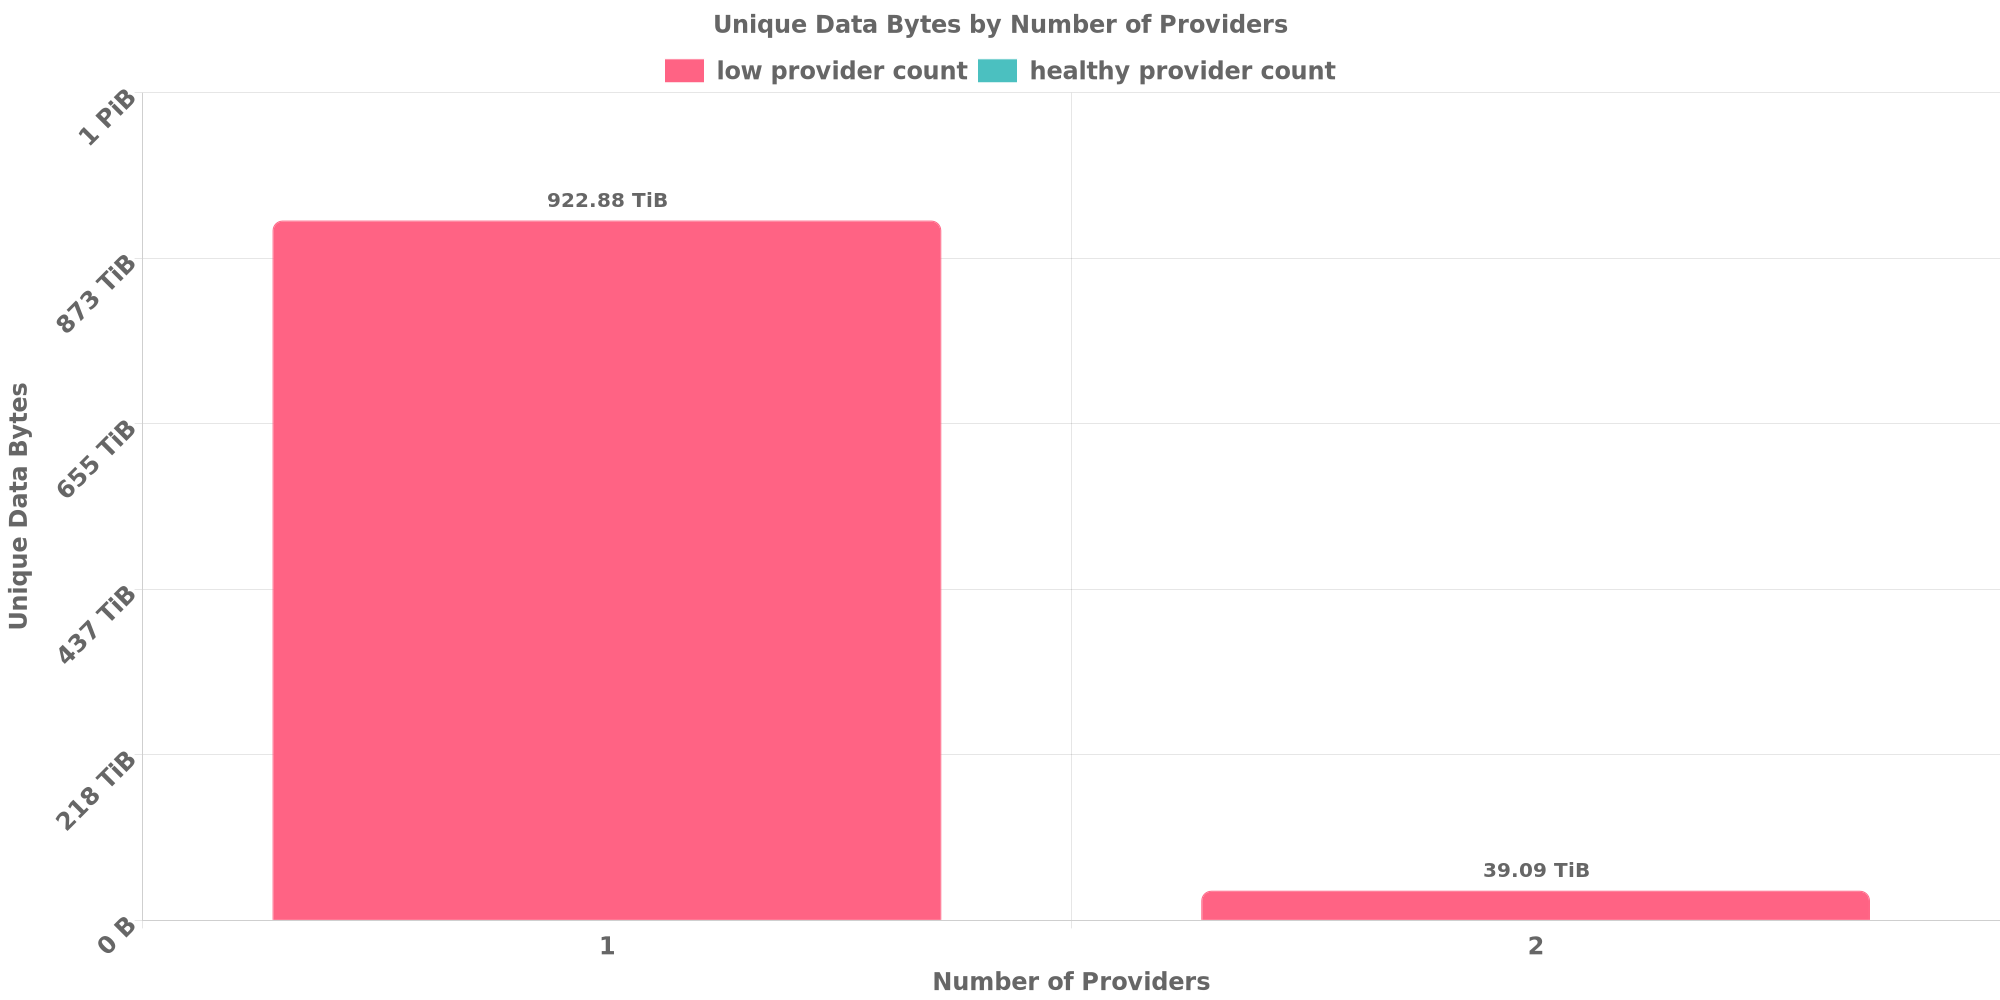 Unique Data Bytes by Number of Providers
low provider count healthy provider count
1 PiB
922.88 TiB
873 TiB
655 TiB
437 TiB
218 TiB
39.09 TiB
0 B
Unique Data Bytes
1 2
Number of Providers